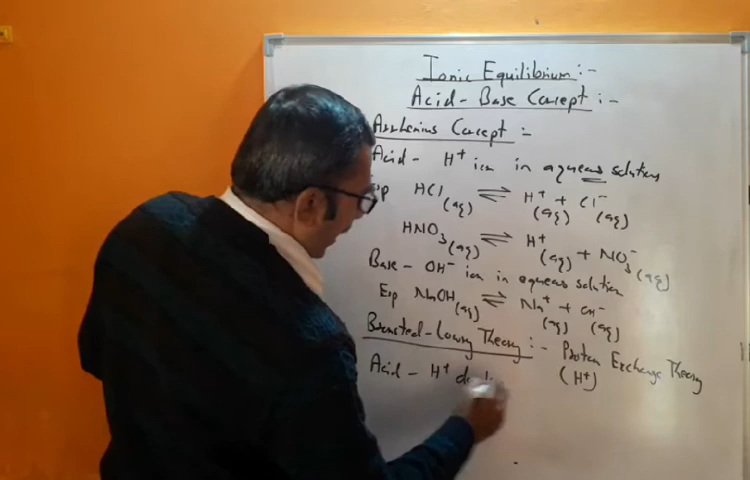 Ionic Equilibrium :-
Acid - Base Concept :-
Arrhenius Concept :-
Acid - H⁺ ion in aqueous solution
Exp HCl(aq) ⇌ H⁺(aq) + Cl⁻(aq)
HNO₃(aq) ⇌ H⁺(aq) + NO₃⁻(aq)
Base - OH⁻ ion in aqueous solution
Exp NaOH(aq) ⇌ Na⁺(aq) + OH⁻(aq)
Bronsted-Lowry Theory :- Proton Exchange Theory
(H⁺)
Acid - H⁺